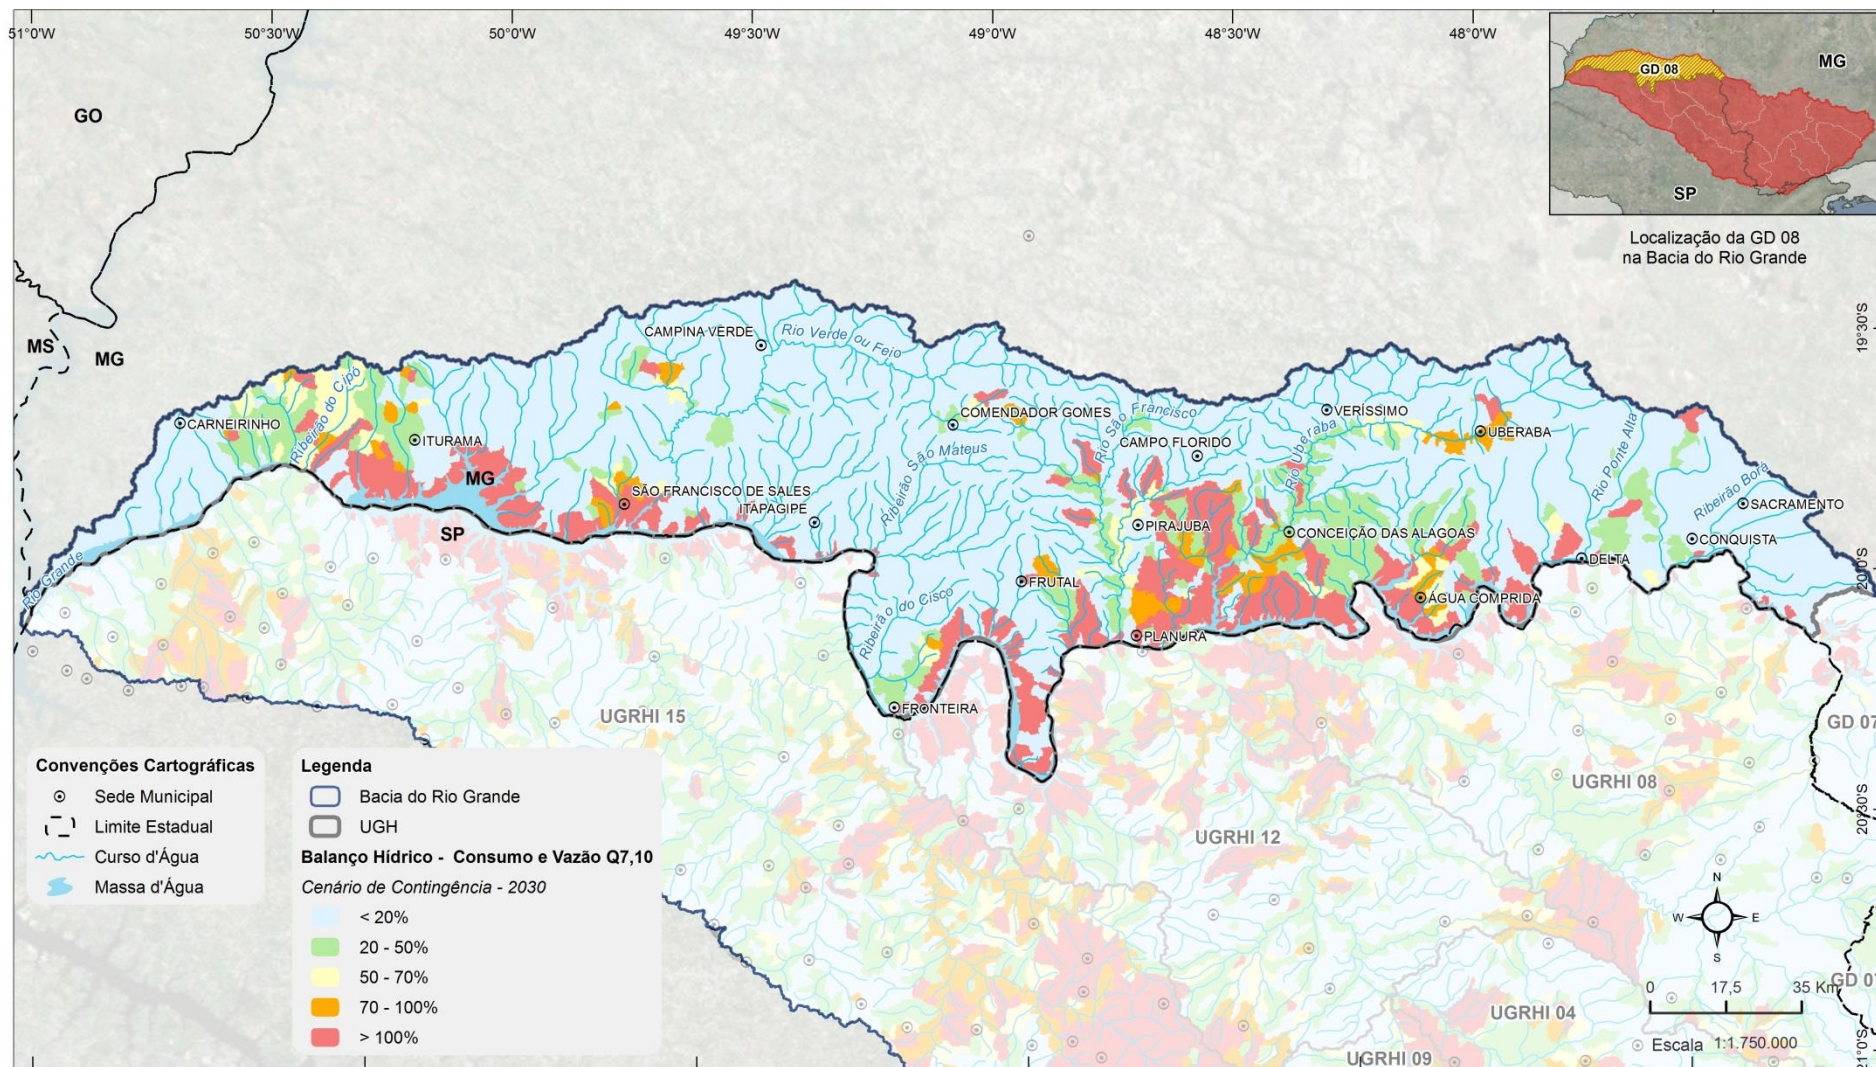 51°0'W
50°30'W
50°0'W
49°30'W
49°0'W
48°30'W
48°0'W
GO
MS
MG
MG
GD 08
SP
Localização da GD 08
na Bacia do Rio Grande
19°30'S
20°0'S
20°30'S
21°0'S
CAMPINA VERDE
Rio Verde ou Feio
CARNEIRINHO
Ribeirão do Cipó
ITURAMA
COMENDADOR GOMES
Rio São Francisco
CAMPO FLORIDO
VERÍSSIMO
Rio Uberaba
UBERABA
Rio Ponte Alta
Ribeirão Borá
SACRAMENTO
Ribeirão São Mateus
MG
SÃO FRANCISCO DE SALES
ITAPAGIPE
PIRAJUBA
CONCEIÇÃO DAS ALAGOAS
CONQUISTA
DELTA
SP
Rio Grande
FRUTAL
ÁGUA COMPRIDA
Ribeirão do Cisco
PLANURA
FRONTEIRA
UGRHI 15
GD 07
UGRHI 08
UGRHI 12
GD 07
UGRHI 04
UGRHI 09
Convenções Cartográficas
Sede Municipal
Limite Estadual
Curso d'Água
Massa d'Água
Legenda
Bacia do Rio Grande
UGH
Balanço Hídrico - Consumo e Vazão Q7,10
Cenário de Contingência - 2030
< 20%
20 - 50%
50 - 70%
70 - 100%
> 100%
N
W
E
S
0 17,5 35 Km
Escala 1:1.750.000